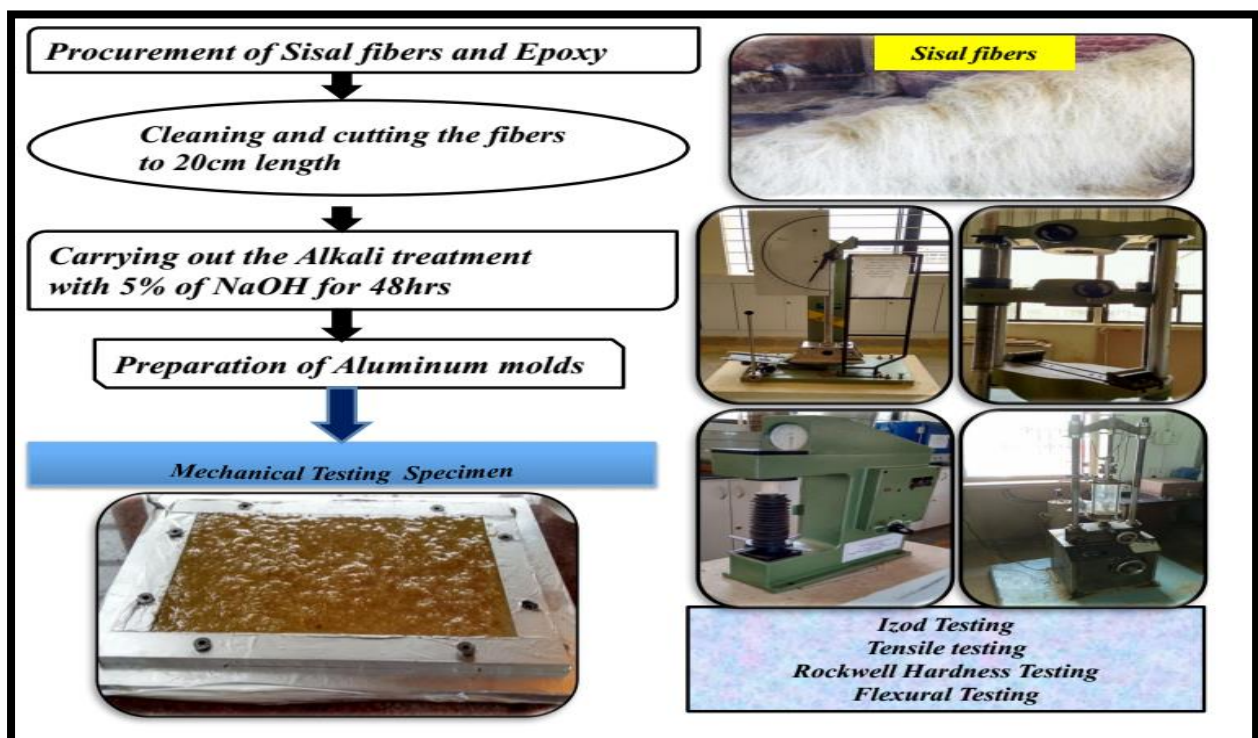 Procurement of Sisal fibers and Epoxy
Cleaning and cutting the fibers
to 20cm length
Carrying out the Alkali treatment
with 5% of NaOH for 48hrs
Preparation of Aluminum molds
Mechanical Testing Specimen
Sisal fibers
Izod Testing
Tensile testing
Rockwell Hardness Testing
Flexural Testing